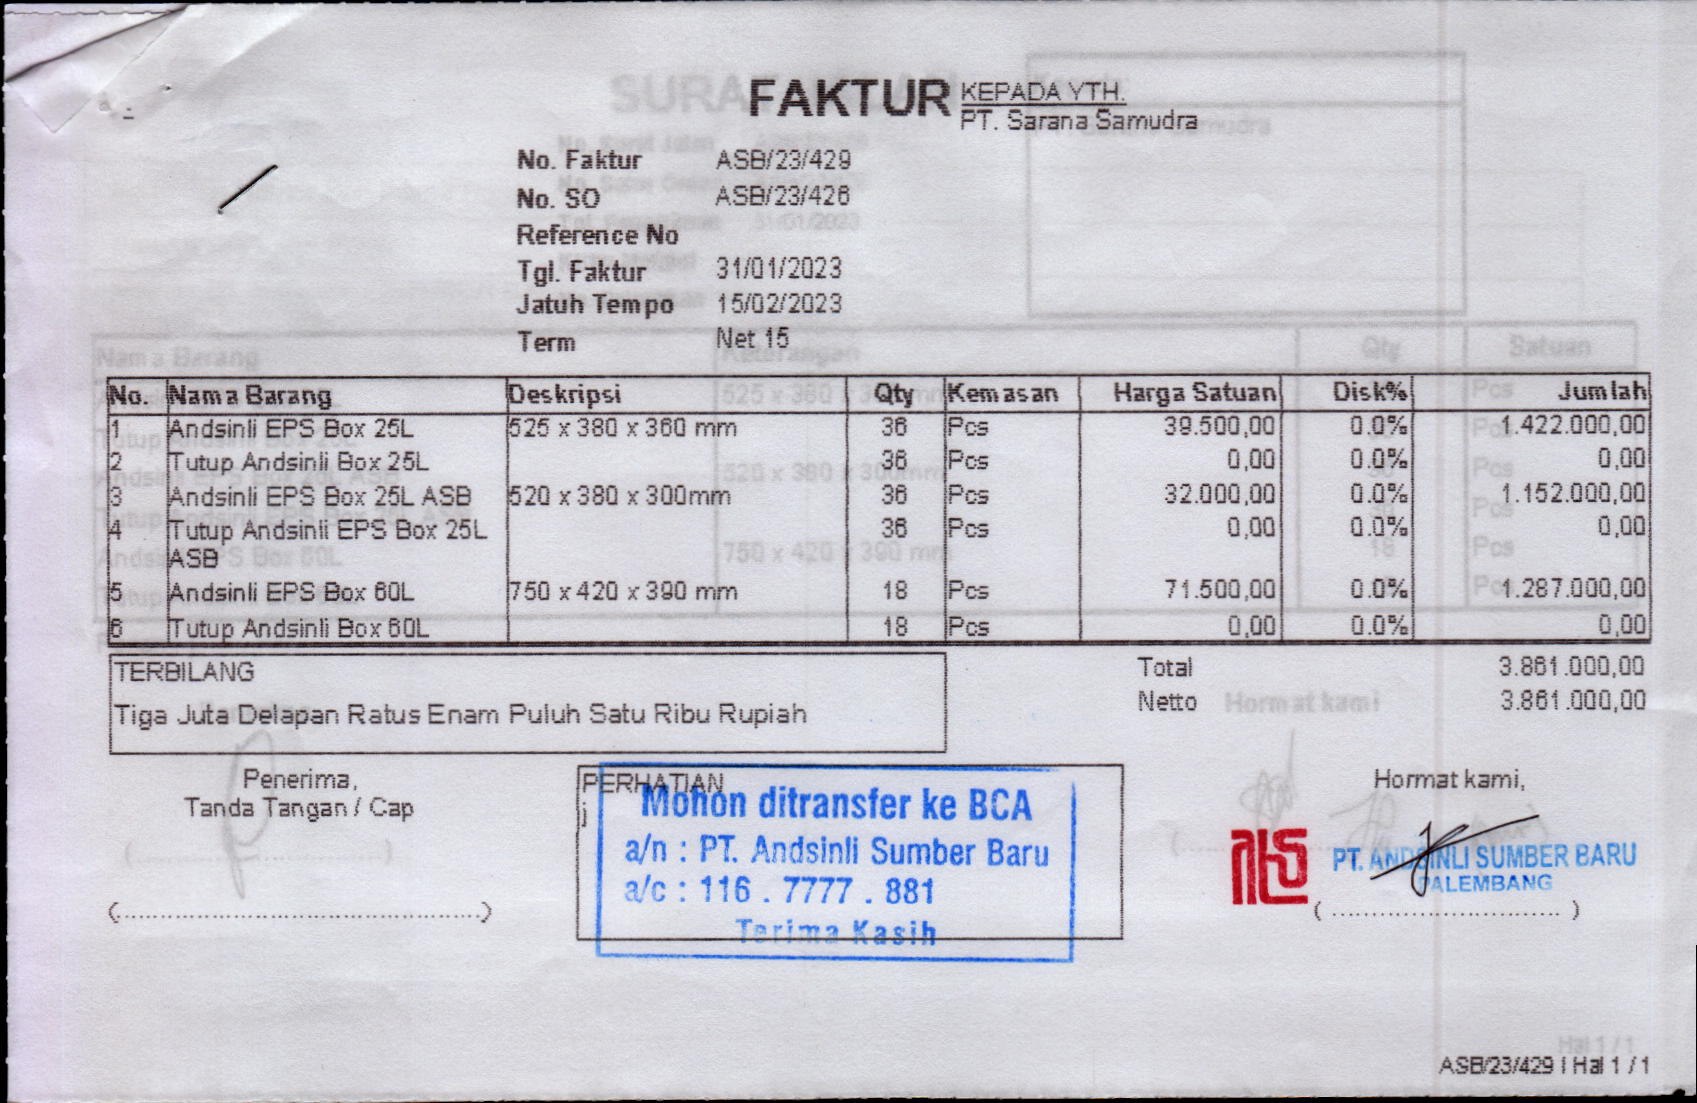 FAKTUR
KEPADA YTH.
PT. Sarana Samudra
No. Faktur ASB/23/429
No. SO ASB/23/426
Reference No
Tgl. Faktur 31/01/2023
Jatuh Tempo 15/02/2023
Term Net 15
No. Nama Barang Deskripsi Qty Kemasan Harga Satuan Disk% Jumlah
1 Andsinli EPS Box 25L 525 x 380 x 360 mm 36 Pcs 39.500,00 0.0% 1.422.000,00
2 Tutup Andsinli Box 25L 36 Pcs 0,00 0.0% 0,00
3 Andsinli EPS Box 25L ASB 520 x 380 x 300mm 36 Pcs 32.000,00 0.0% 1.152.000,00
4 Tutup Andsinli EPS Box 25L 36 Pcs 0,00 0.0% 0,00
ASB
5 Andsinli EPS Box 60L 750 x 420 x 390 mm 18 Pcs 71.500,00 0.0% 1.287.000,00
6 Tutup Andsinli Box 60L 18 Pcs 0,00 0.0% 0,00
TERBILANG
Tiga Juta Delapan Ratus Enam Puluh Satu Ribu Rupiah
Total 3.861.000,00
Netto 3.861.000,00
Penerima,
Tanda Tangan / Cap
(..........................................)
PERHATIAN
j
Mohon ditransfer ke BCA
a/n : PT. Andsinli Sumber Baru
a/c : 116 . 7777 . 881
Terima Kasih
Hormat kami,
PT. ANDSINLI SUMBER BARU
PALEMBANG
( ............................ )
ASB/23/429 | Hal 1 / 1